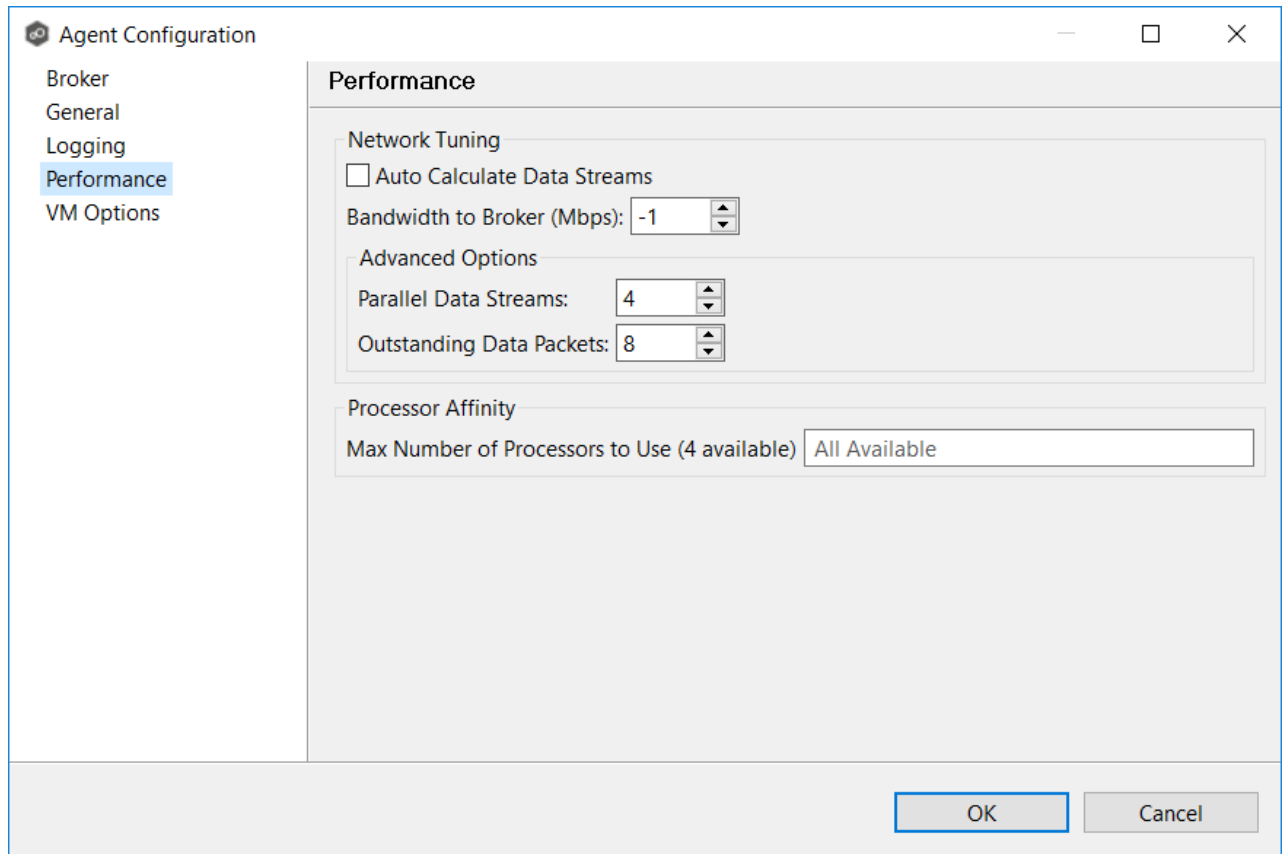 Agent Configuration
Broker
General
Logging
Performance
VM Options
Performance
Network Tuning
Auto Calculate Data Streams
Bandwidth to Broker (Mbps): -1
Advanced Options
Parallel Data Streams: 4
Outstanding Data Packets: 8
Processor Affinity
Max Number of Processors to Use (4 available) All Available
OK Cancel